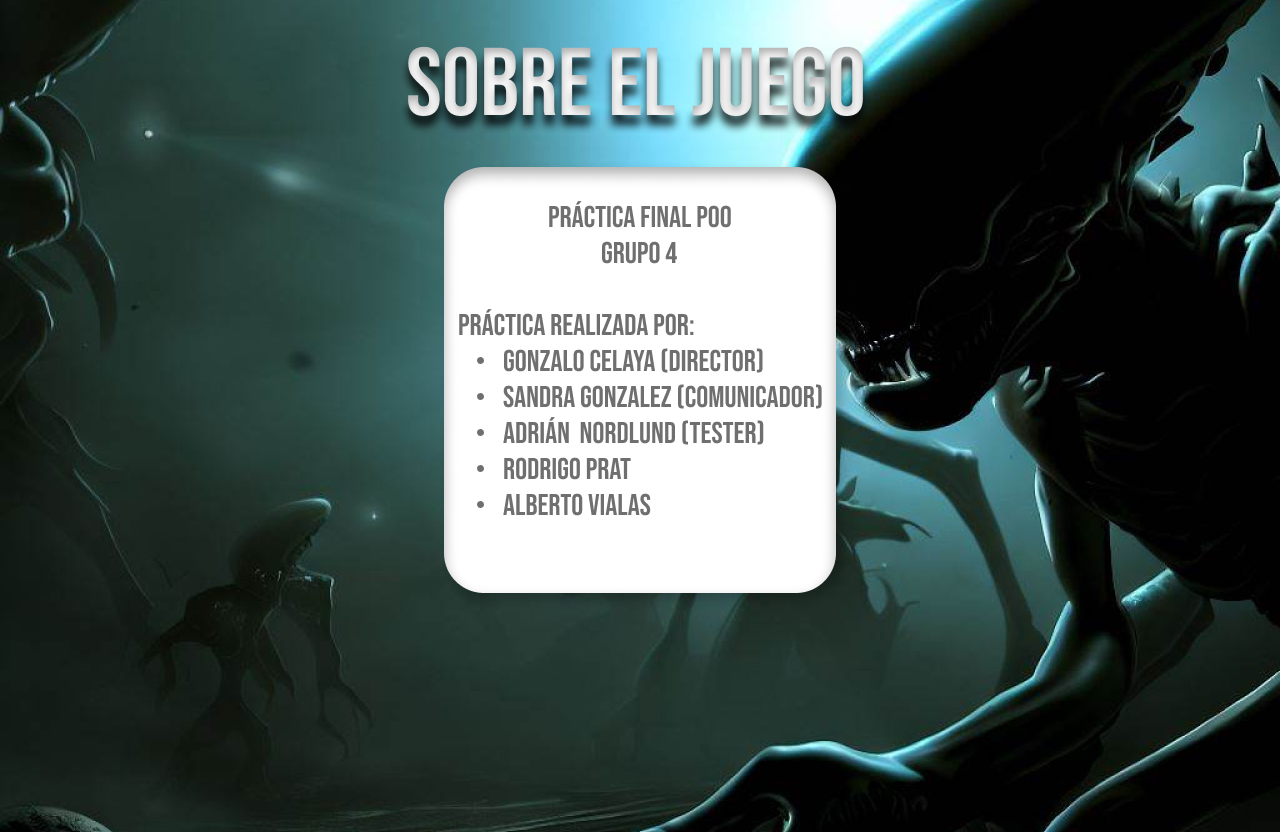 SOBRE EL JUEGO
PRÁCTICA FINAL POO
GRUPO 4
PRÁCTICA REALIZADA POR:
• GONZALO CELAYA (DIRECTOR)
• SANDRA GONZALEZ (COMUNICADOR)
• ADRIÁN NORDLUND (TESTER)
• RODRIGO PRAT
• ALBERTO VIALAS